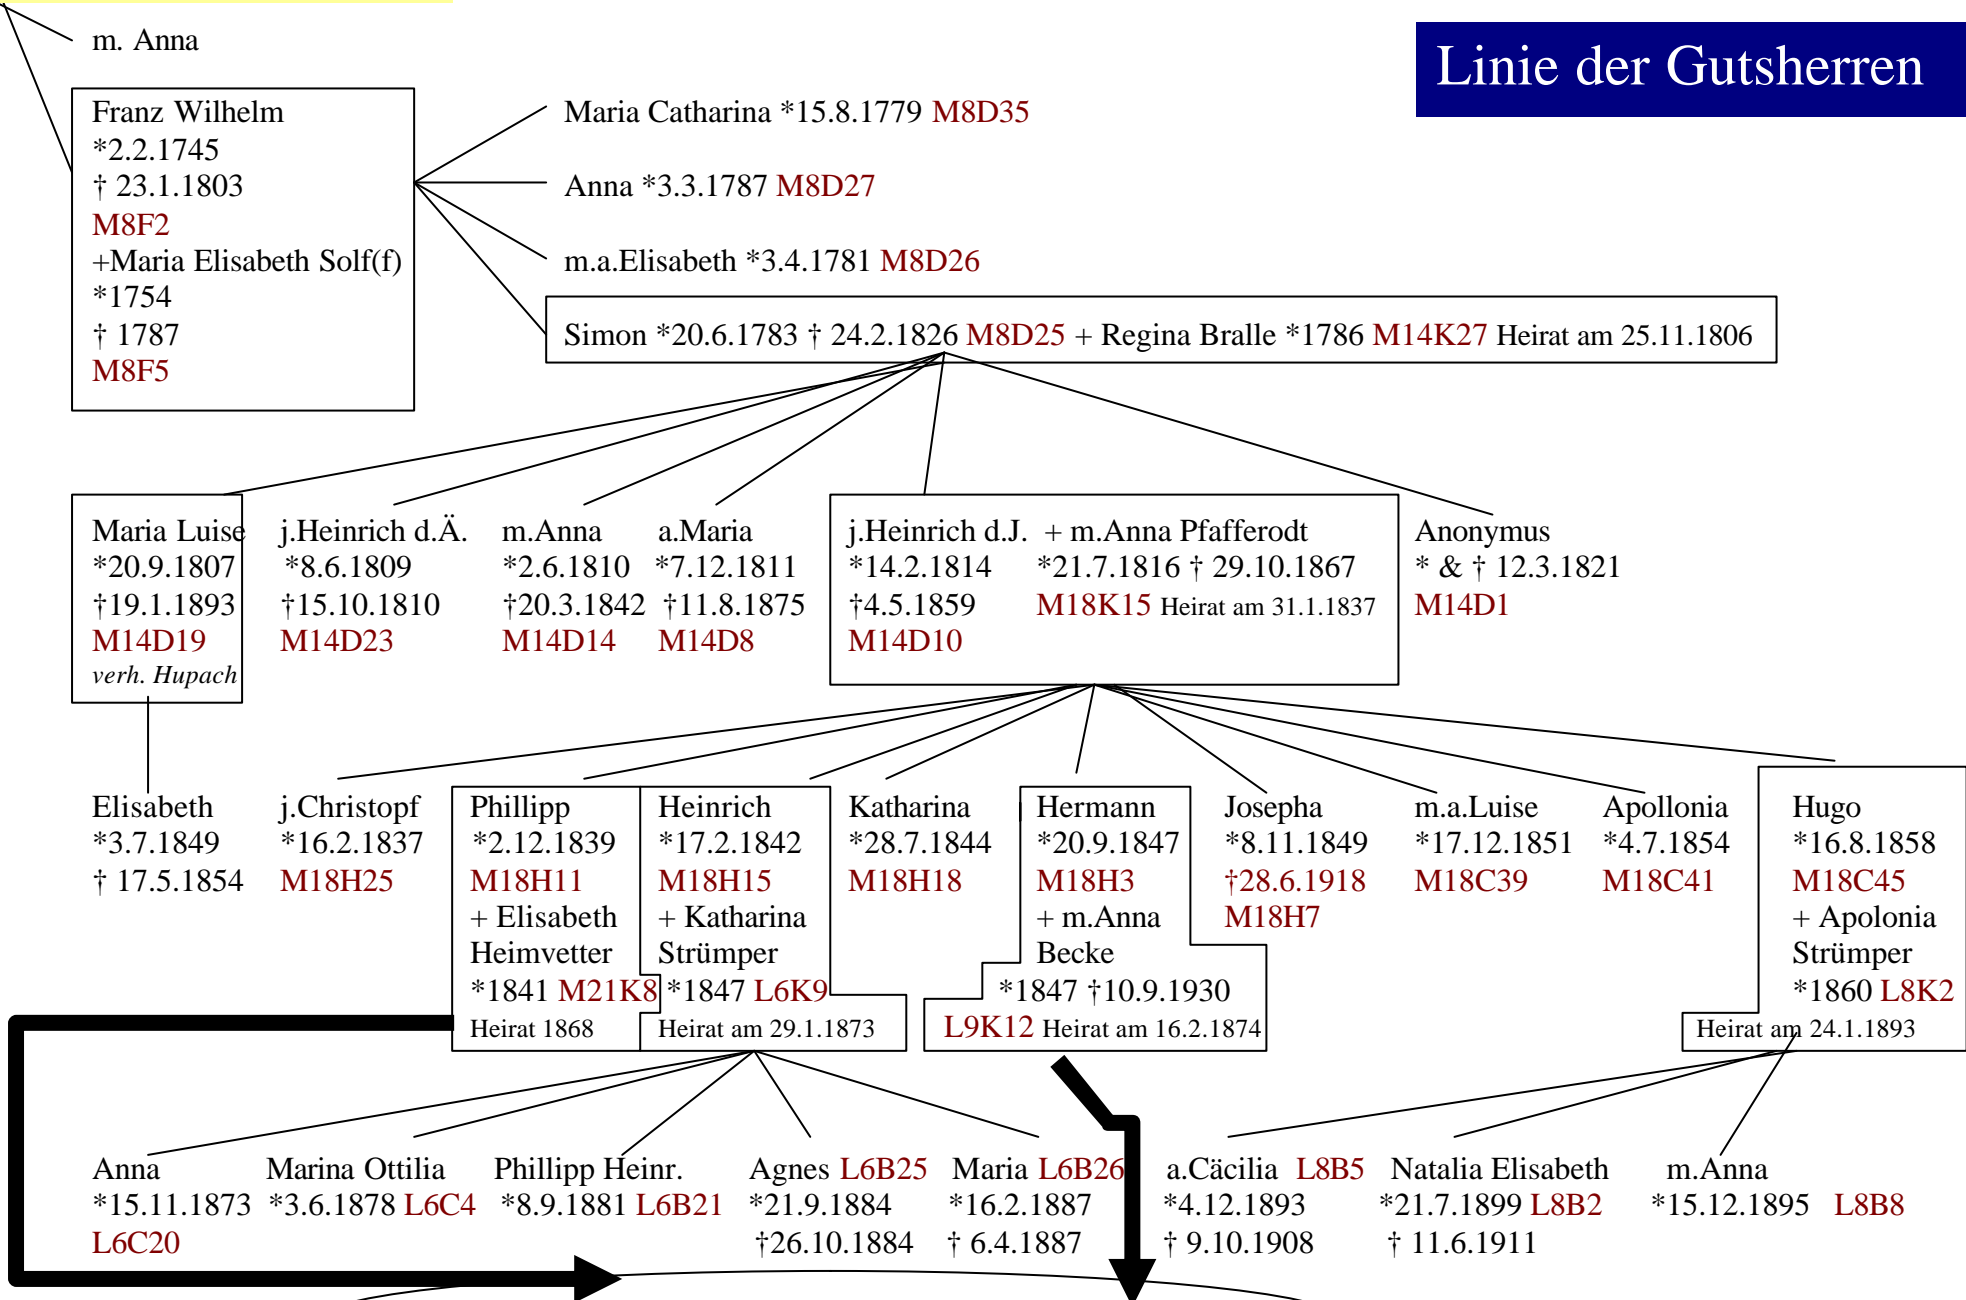 m. Anna
Linie der Gutsherren
Franz Wilhelm
*2.2.1745
† 23.1.1803
M8F2
+Maria Elisabeth Solf(f)
*1754
† 1787
M8F5
Maria Catharina *15.8.1779 M8D35
Anna *3.3.1787 M8D27
m.a.Elisabeth *3.4.1781 M8D26
Simon *20.6.1783 † 24.2.1826 M8D25 + Regina Bralle *1786 M14K27 Heirat am 25.11.1806
Maria Luise
*20.9.1807
†19.1.1893
M14D19
verh. Hupach
j.Heinrich d.Ä.
*8.6.1809
†15.10.1810
M14D23
m.Anna
*2.6.1810
†20.3.1842
M14D14
a.Maria
*7.12.1811
†11.8.1875
M14D8
j.Heinrich d.J.
*14.2.1814
†4.5.1859
M14D10
+ m.Anna Pfafferodt
*21.7.1816 † 29.10.1867
M18K15 Heirat am 31.1.1837
Anonymus
* & † 12.3.1821
M14D1
Elisabeth
*3.7.1849
† 17.5.1854
j.Christopf
*16.2.1837
M18H25
Phillipp
*2.12.1839
M18H11
+ Elisabeth
Heimvetter
*1841 M21K8
Heirat 1868
Heinrich
*17.2.1842
M18H15
+ Katharina
Strümper
*1847 L6K9
Heirat am 29.1.1873
Katharina
*28.7.1844
M18H18
Hermann
*20.9.1847
M18H3
+ m.Anna
Becke
*1847 †10.9.1930
L9K12 Heirat am 16.2.1874
Josepha
*8.11.1849
†28.6.1918
M18H7
m.a.Luise
*17.12.1851
M18C39
Apollonia
*4.7.1854
M18C41
Hugo
*16.8.1858
M18C45
+ Apolonia
Strümper
*1860 L8K2
Heirat am 24.1.1893
Anna
*15.11.1873
L6C20
Marina Ottilia
*3.6.1878 L6C4
Phillipp Heinr.
*8.9.1881 L6B21
Agnes L6B25
*21.9.1884
†26.10.1884
Maria L6B26
*16.2.1887
† 6.4.1887
a.Cäcilia L8B5
*4.12.1893
† 9.10.1908
Natalia Elisabeth
*21.7.1899 L8B2
† 11.6.1911
m.Anna
*15.12.1895 L8B8